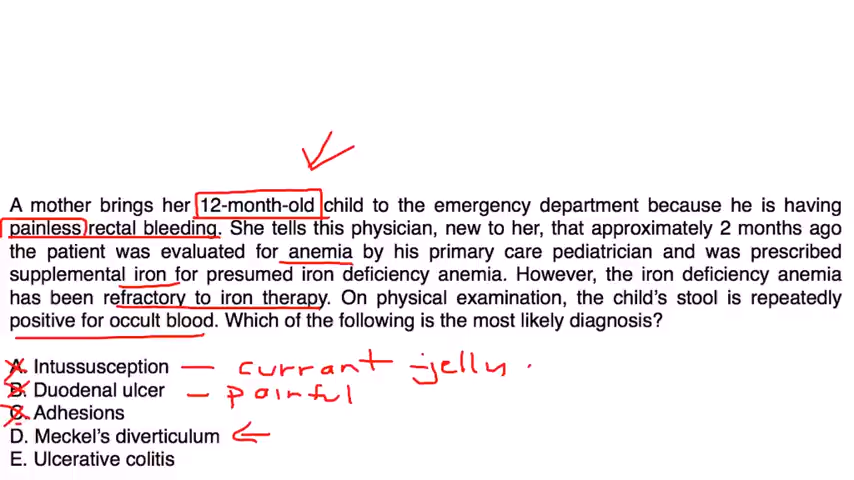 A mother brings her 12-month-old child to the emergency department because he is having
painless rectal bleeding. She tells this physician, new to her, that approximately 2 months ago
the patient was evaluated for anemia by his primary care pediatrician and was prescribed
supplemental iron for presumed iron deficiency anemia. However, the iron deficiency anemia
has been refractory to iron therapy. On physical examination, the child's stool is repeatedly
positive for occult blood. Which of the following is the most likely diagnosis?
A. Intussusception — currant -jelly
B. Duodenal ulcer — painful
C. Adhesions
D. Meckel's diverticulum
E. Ulcerative colitis